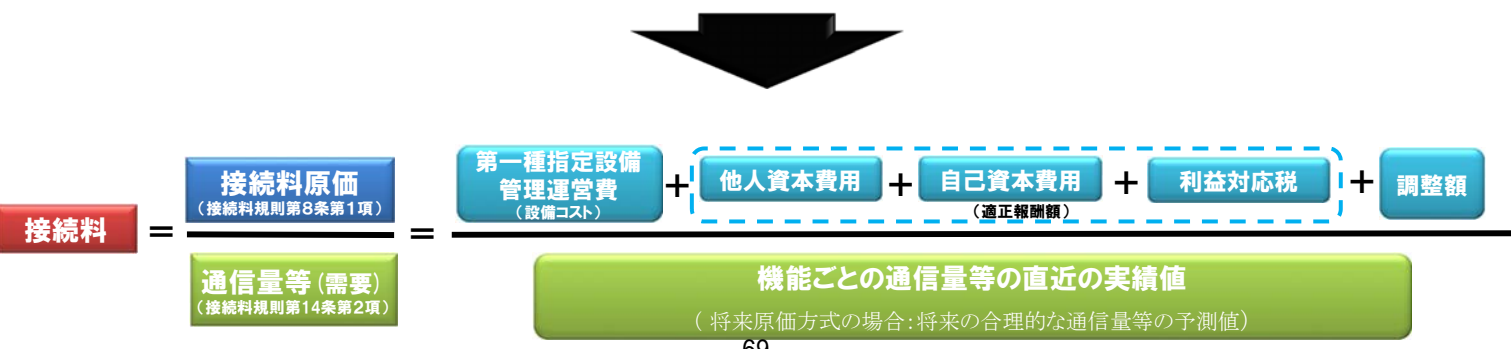 接続料
=
接続料原価
(接続料規則第8条第1項)
通信量等(需要)
(接続料規則第14条第2項)
=
第一種指定設備
管理運営費
(設備コスト)
+
他人資本費用
+
自己資本費用
(適正報酬額)
+
利益対応税
+
調整額
機能ごとの通信量等の直近の実績値
( 将来原価方式の場合:将来の合理的な通信量等の予測値)
69